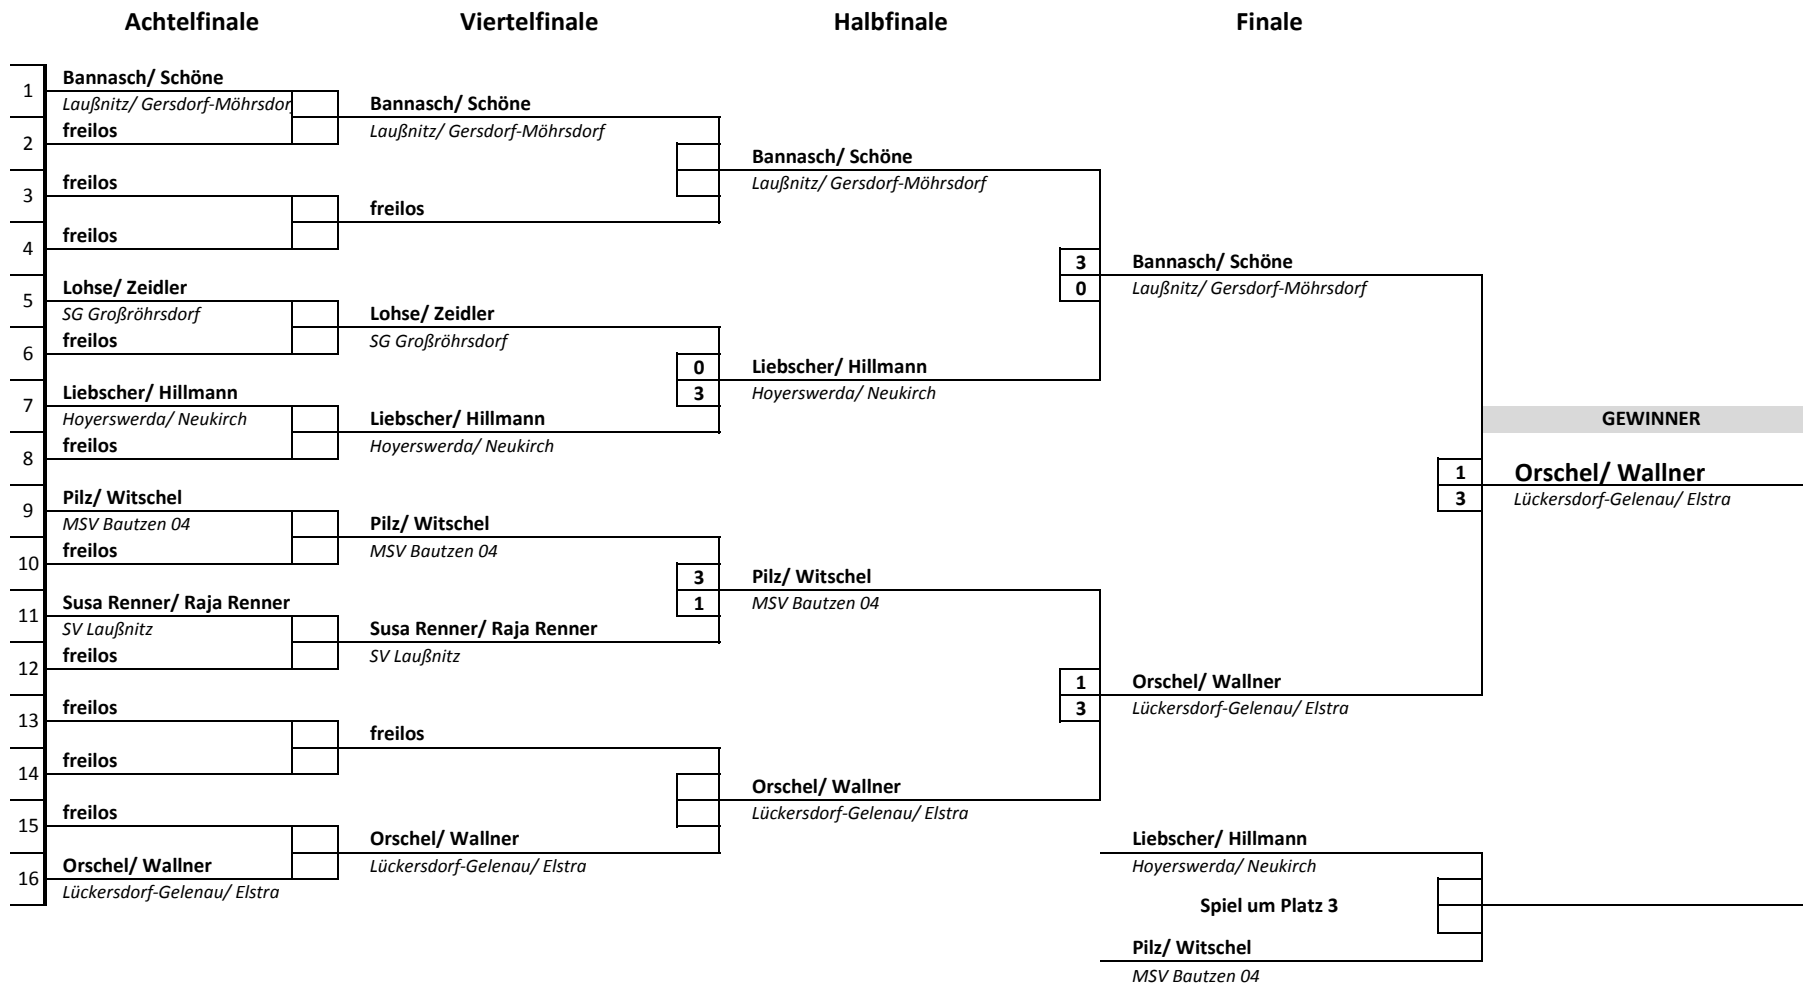 Achtelfinale
Viertelfinale
Halbfinale
Finale
1
Bannasch/ Schöne
Laußnitz/ Gersdorf-Möhrsdor
2
freilos
3
freilos
4
freilos
5
Lohse/ Zeidler
SG Großröhrsdorf
6
freilos
7
Liebscher/ Hillmann
Hoyerswerda/ Neukirch
8
freilos
9
Pilz/ Witschel
MSV Bautzen 04
10
freilos
11
Susa Renner/ Raja Renner
SV Laußnitz
12
freilos
13
freilos
14
freilos
15
freilos
16
Orschel/ Wallner
Lückersdorf-Gelenau/ Elstra
Bannasch/ Schöne
Laußnitz/ Gersdorf-Möhrsdorf
freilos
Lohse/ Zeidler
SG Großröhrsdorf
0
3
Liebscher/ Hillmann
Hoyerswerda/ Neukirch
Pilz/ Witschel
MSV Bautzen 04
3
1
Susa Renner/ Raja Renner
SV Laußnitz
freilos
Orschel/ Wallner
Lückersdorf-Gelenau/ Elstra
Bannasch/ Schöne
Laußnitz/ Gersdorf-Möhrsdorf
3
0
Liebscher/ Hillmann
Hoyerswerda/ Neukirch
Pilz/ Witschel
MSV Bautzen 04
1
3
Orschel/ Wallner
Lückersdorf-Gelenau/ Elstra
Bannasch/ Schöne
Laußnitz/ Gersdorf-Möhrsdorf
1
3
Orschel/ Wallner
Lückersdorf-Gelenau/ Elstra
GEWINNER
Orschel/ Wallner
Lückersdorf-Gelenau/ Elstra
Liebscher/ Hillmann
Hoyerswerda/ Neukirch
Spiel um Platz 3
Pilz/ Witschel
MSV Bautzen 04